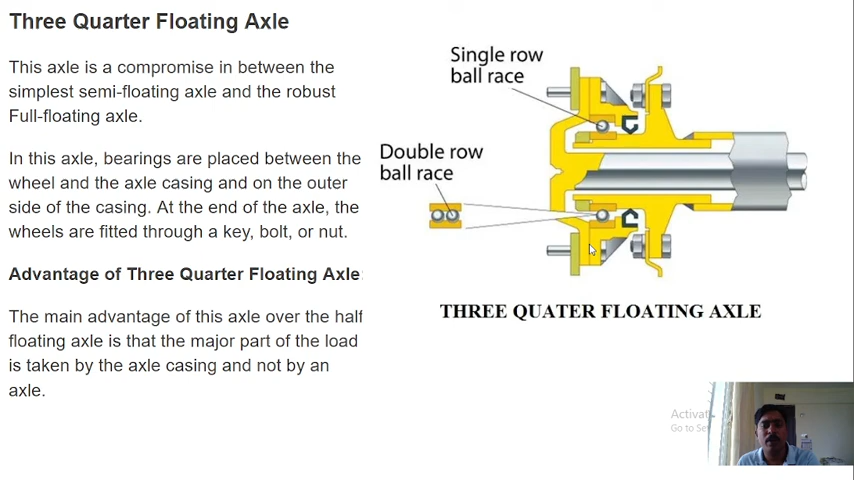 Three Quarter Floating Axle
This axle is a compromise in between the
simplest semi-floating axle and the robust
Full-floating axle.
In this axle, bearings are placed between the
wheel and the axle casing and on the outer
side of the casing. At the end of the axle, the
wheels are fitted through a key, bolt, or nut.
Advantage of Three Quarter Floating Axle
The main advantage of this axle over the half
floating axle is that the major part of the load
is taken by the axle casing and not by an
axle.
Single row
ball race
Double row
ball race
THREE QUATER FLOATING AXLE
Activat
Go to Se